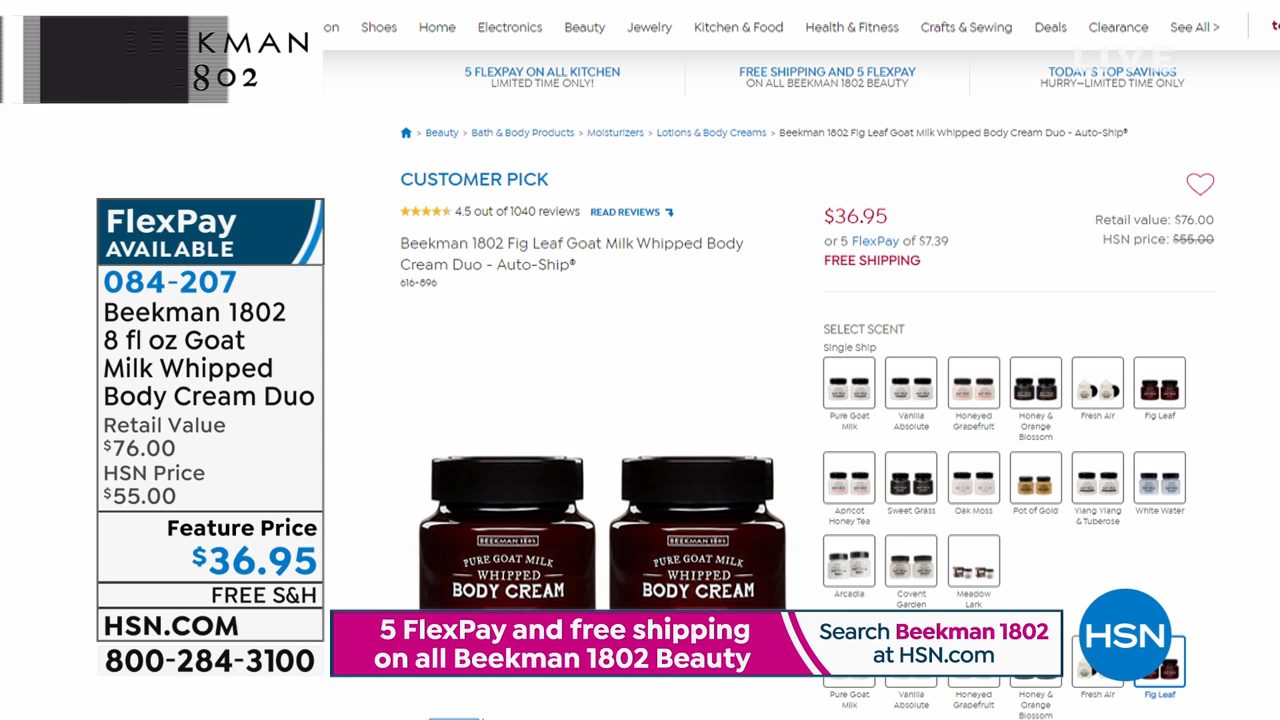 BEEKMAN
1802
on
Shoes
Home
Electronics
Beauty
Jewelry
Kitchen & Food
Health & Fitness
Crafts & Sewing
Deals
Clearance
See All >
LIVE
5 FLEXPAY ON ALL KITCHEN
LIMITED TIME ONLY!
FREE SHIPPING AND 5 FLEXPAY
ON ALL BEEKMAN 1802 BEAUTY
TODAY'S TOP SAVINGS
HURRY—LIMITED TIME ONLY
Beauty > Bath & Body Products > Moisturizers > Lotions & Body Creams > Beekman 1802 Fig Leaf Goat Milk Whipped Body Cream Duo - Auto-Ship®
CUSTOMER PICK
4.5 out of 1040 reviews READ REVIEWS
Beekman 1802 Fig Leaf Goat Milk Whipped Body
Cream Duo - Auto-Ship®
616-896
$36.95
or 5 FlexPay of $7.39
FREE SHIPPING
Retail value: $76.00
HSN price: $55.00
SELECT SCENT
Single Ship
Pure Goat
Milk
Vanilla
Absolute
Honeyed
Grapefruit
Honey &
Orange
Blossom
Fresh Air
Fig Leaf
Apricot
Honey Tea
Sweet Grass
Oak Moss
Pot of Gold
Ylang Ylang
& Tuberose
White Water
Arcadia
Covent
Garden
Meadow
Lark
Pure Goat
Milk
Vanilla
Absolute
Honeyed
Grapefruit
Honey &
Orange
Blossom
Fresh Air
Fig Leaf
BEEKMAN 1802
PURE GOAT MILK
WHIPPED
BODY CREAM
BEEKMAN 1802
PURE GOAT MILK
WHIPPED
BODY CREAM
FlexPay
AVAILABLE
084-207
Beekman 1802
8 fl oz Goat
Milk Whipped
Body Cream Duo
Retail Value
$76.00
HSN Price
$55.00
Feature Price
$36.95
FREE S&H
HSN.COM
800-284-3100
5 FlexPay and free shipping
on all Beekman 1802 Beauty
Search Beekman 1802
at HSN.com
HSN